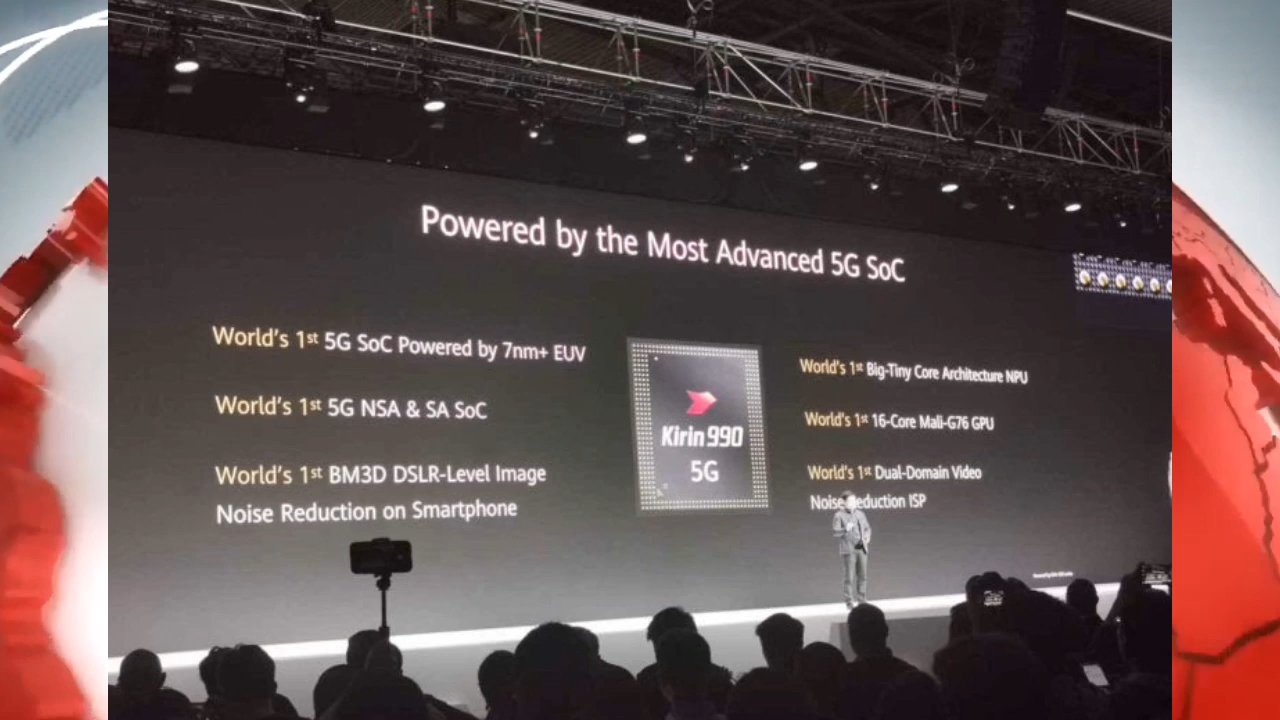 Powered by the Most Advanced 5G SoC
World's 1st 5G SoC Powered by 7nm+ EUV
World's 1st 5G NSA & SA SoC
World's 1st BM3D DSLR-Level Image
Noise Reduction on Smartphone
Kirin 990
5G
World's 1st Big-Tiny Core Architecture NPU
World's 1st 16-Core Mali-G76 GPU
World's 1st Dual-Domain Video
Noise Reduction ISP